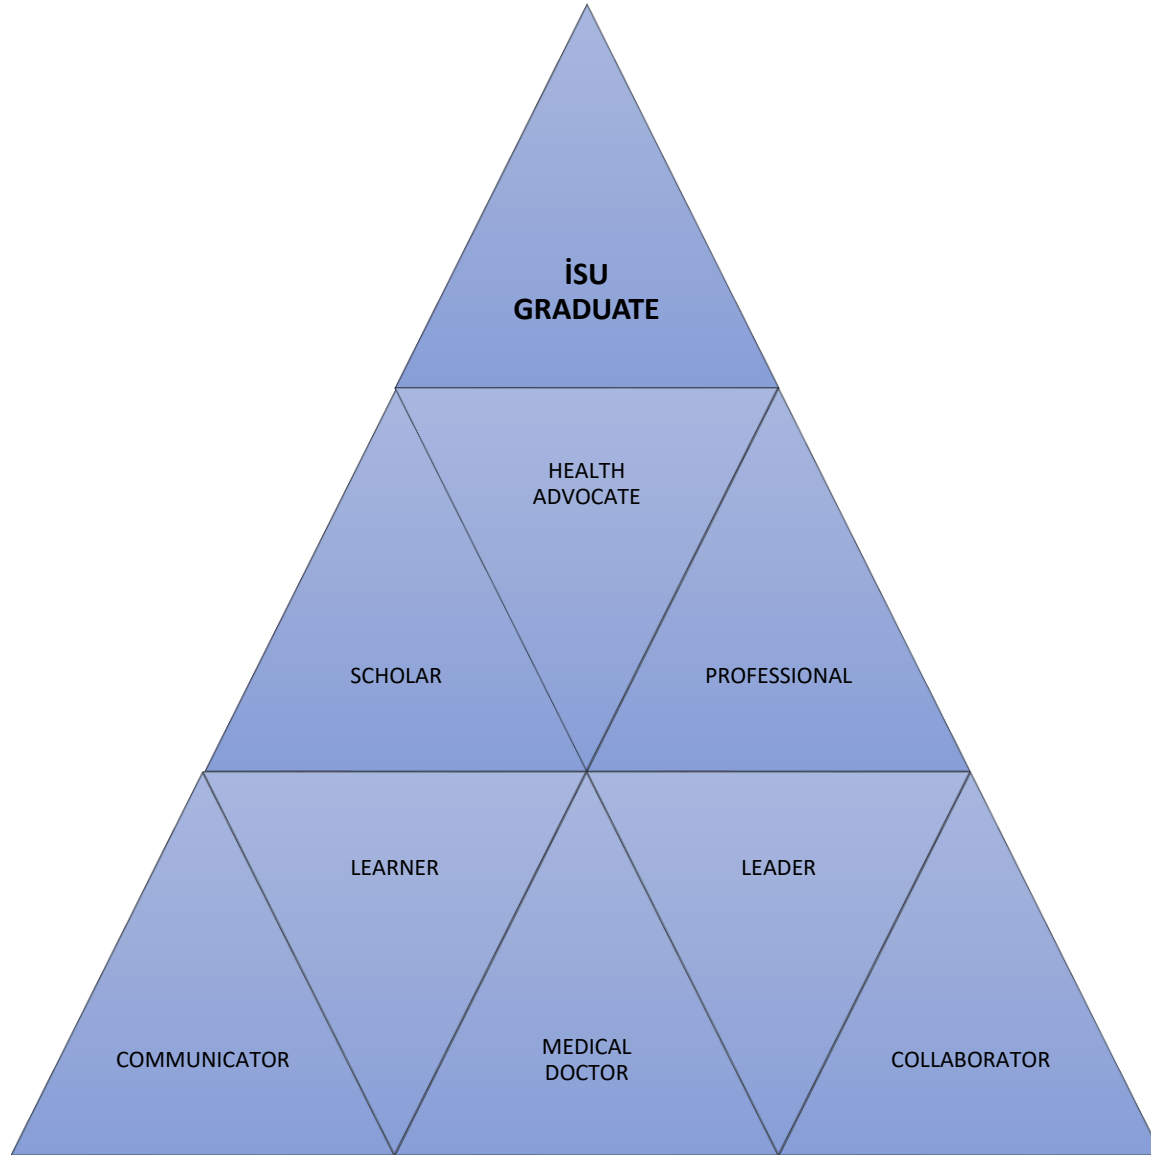 İSU
GRADUATE
HEALTH
ADVOCATE
SCHOLAR
PROFESSIONAL
LEARNER
LEADER
COMMUNICATOR
MEDICAL
DOCTOR
COLLABORATOR